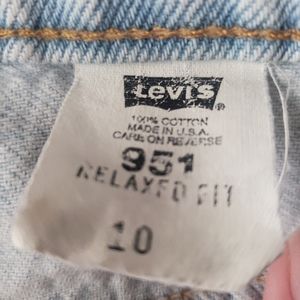 Levi's®
100% COTTON
MADE IN U.S.A.
CARE ON REVERSE
951
RELAXED FIT
10